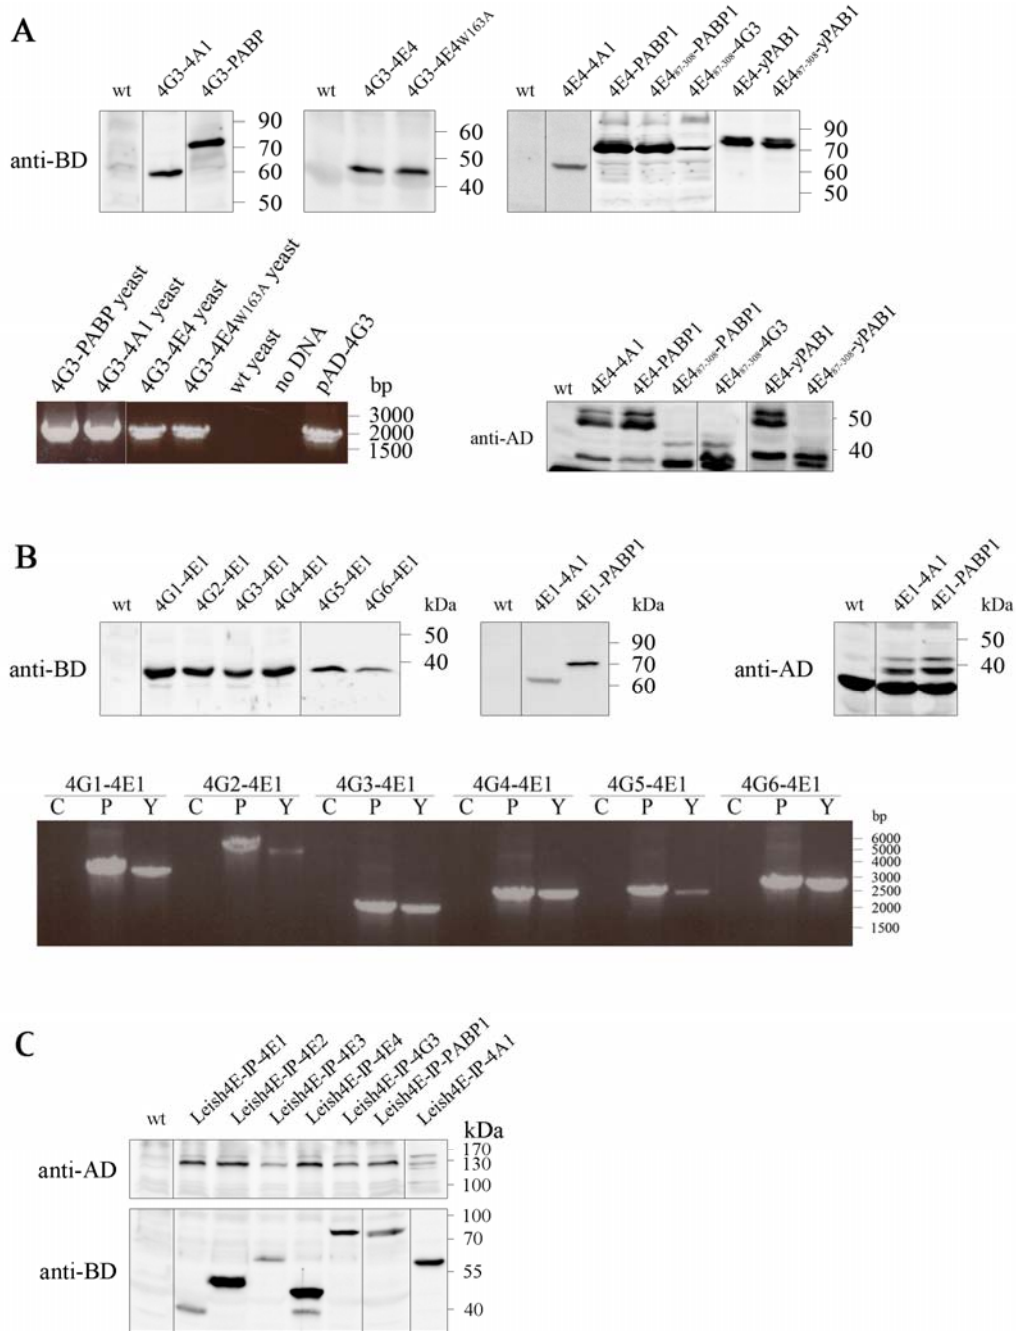 A
wt 4G3-4A1 4G3-PABP
wt 4G3-4E4 4G3-4E4W163A
wt 4E4-4A1 4E4-PABP1 4E487-308-PABP1 4E487-308-4G3 4E4-yPAB1 4E487-308-yPAB1
anti-BD
90
70
60
50
60
50
40
90
70
60
50
4G3-PABP yeast 4G3-4A1 yeast 4G3-4E4 yeast 4G3-4E4W163A yeast wt yeast no DNA pAD-4G3
bp
3000
2000
1500
wt 4E4-4A1 4E4-PABP1 4E487-308-PABP1 4E487-308-4G3 4E4-yPAB1 4E487-308-yPAB1
anti-AD
50
40
B
wt 4G1-4E1 4G2-4E1 4G3-4E1 4G4-4E1 4G5-4E1 4G6-4E1
kDa
anti-BD
50
40
wt 4E1-4A1 4E1-PABP1
kDa
90
70
60
wt 4E1-4A1 4E1-PABP1
kDa
anti-AD
50
40
4G1-4E1 4G2-4E1 4G3-4E1 4G4-4E1 4G5-4E1 4G6-4E1
C P Y C P Y C P Y C P Y C P Y C P Y
bp
6000
5000
4000
3000
2500
2000
1500
C
wt Leish4E-IP-4E1 Leish4E-IP-4E2 Leish4E-IP-4E3 Leish4E-IP-4E4 Leish4E-IP-4G3 Leish4E-IP-PABP1 Leish4E-IP-4A1
kDa
anti-AD
170
130
100
anti-BD
100
70
55
40